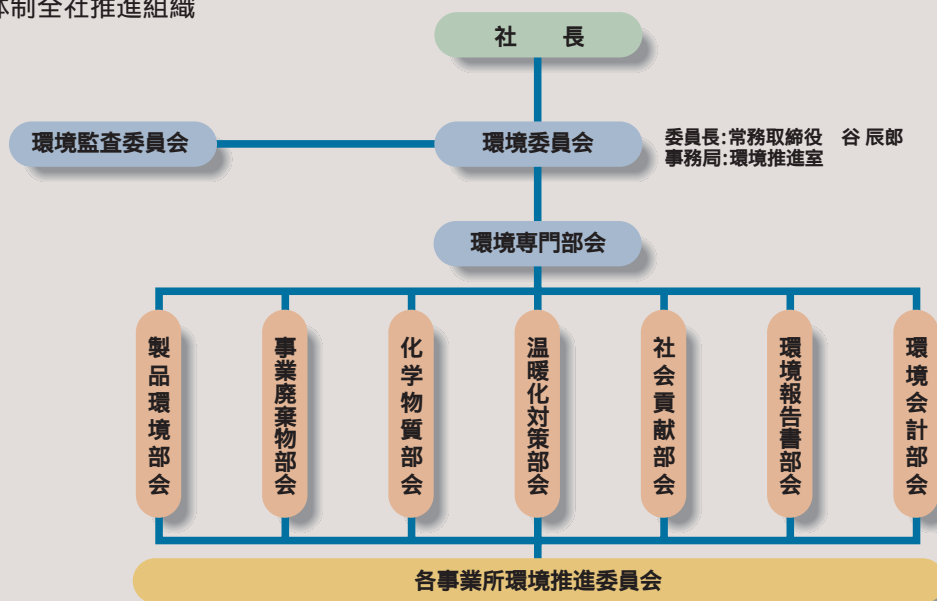 体制全社推進組織
社 長
環境監査委員会
環境委員会
委員長:常務取締役 谷 辰郎
事務局:環境推進室
環境専門部会
製品環境部会
事業廃棄物部会
化学物質部会
温暖化対策部会
社会貢献部会
環境報告書部会
環境会計部会
各事業所環境推進委員会